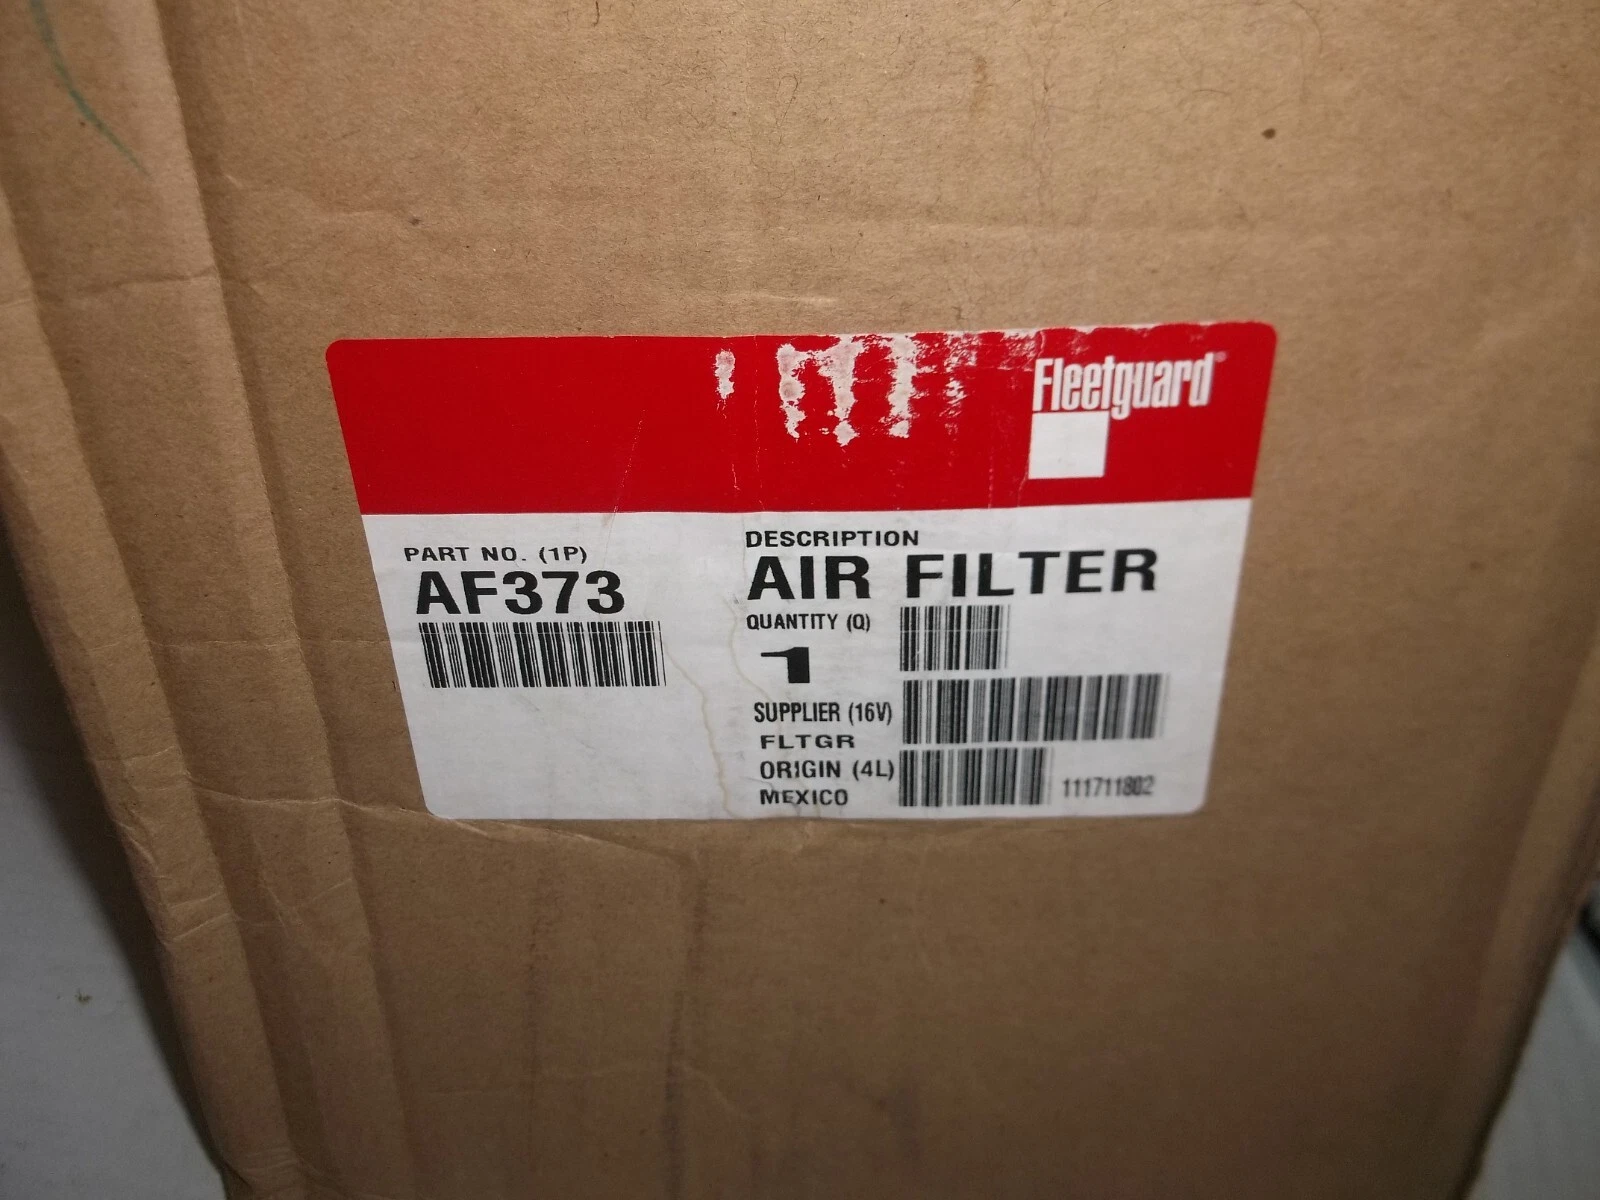 Fleetguard
PART NO. (1P)
AF373
DESCRIPTION
AIR FILTER
QUANTITY (Q)
1
SUPPLIER (16V)
FLTGR
ORIGIN (4L)
MEXICO
111711802